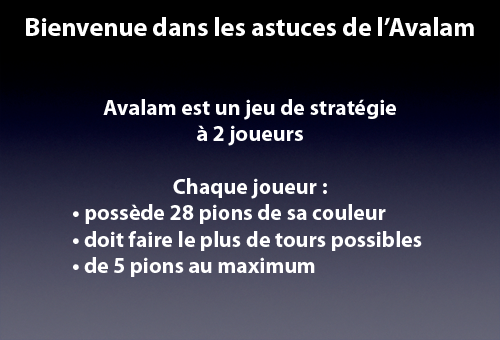 Bienvenue dans les astuces de l’Avalam
Avalam est un jeu de stratégie
à 2 joueurs
Chaque joueur :
• possède 28 pions de sa couleur
• doit faire le plus de tours possibles
• de 5 pions au maximum